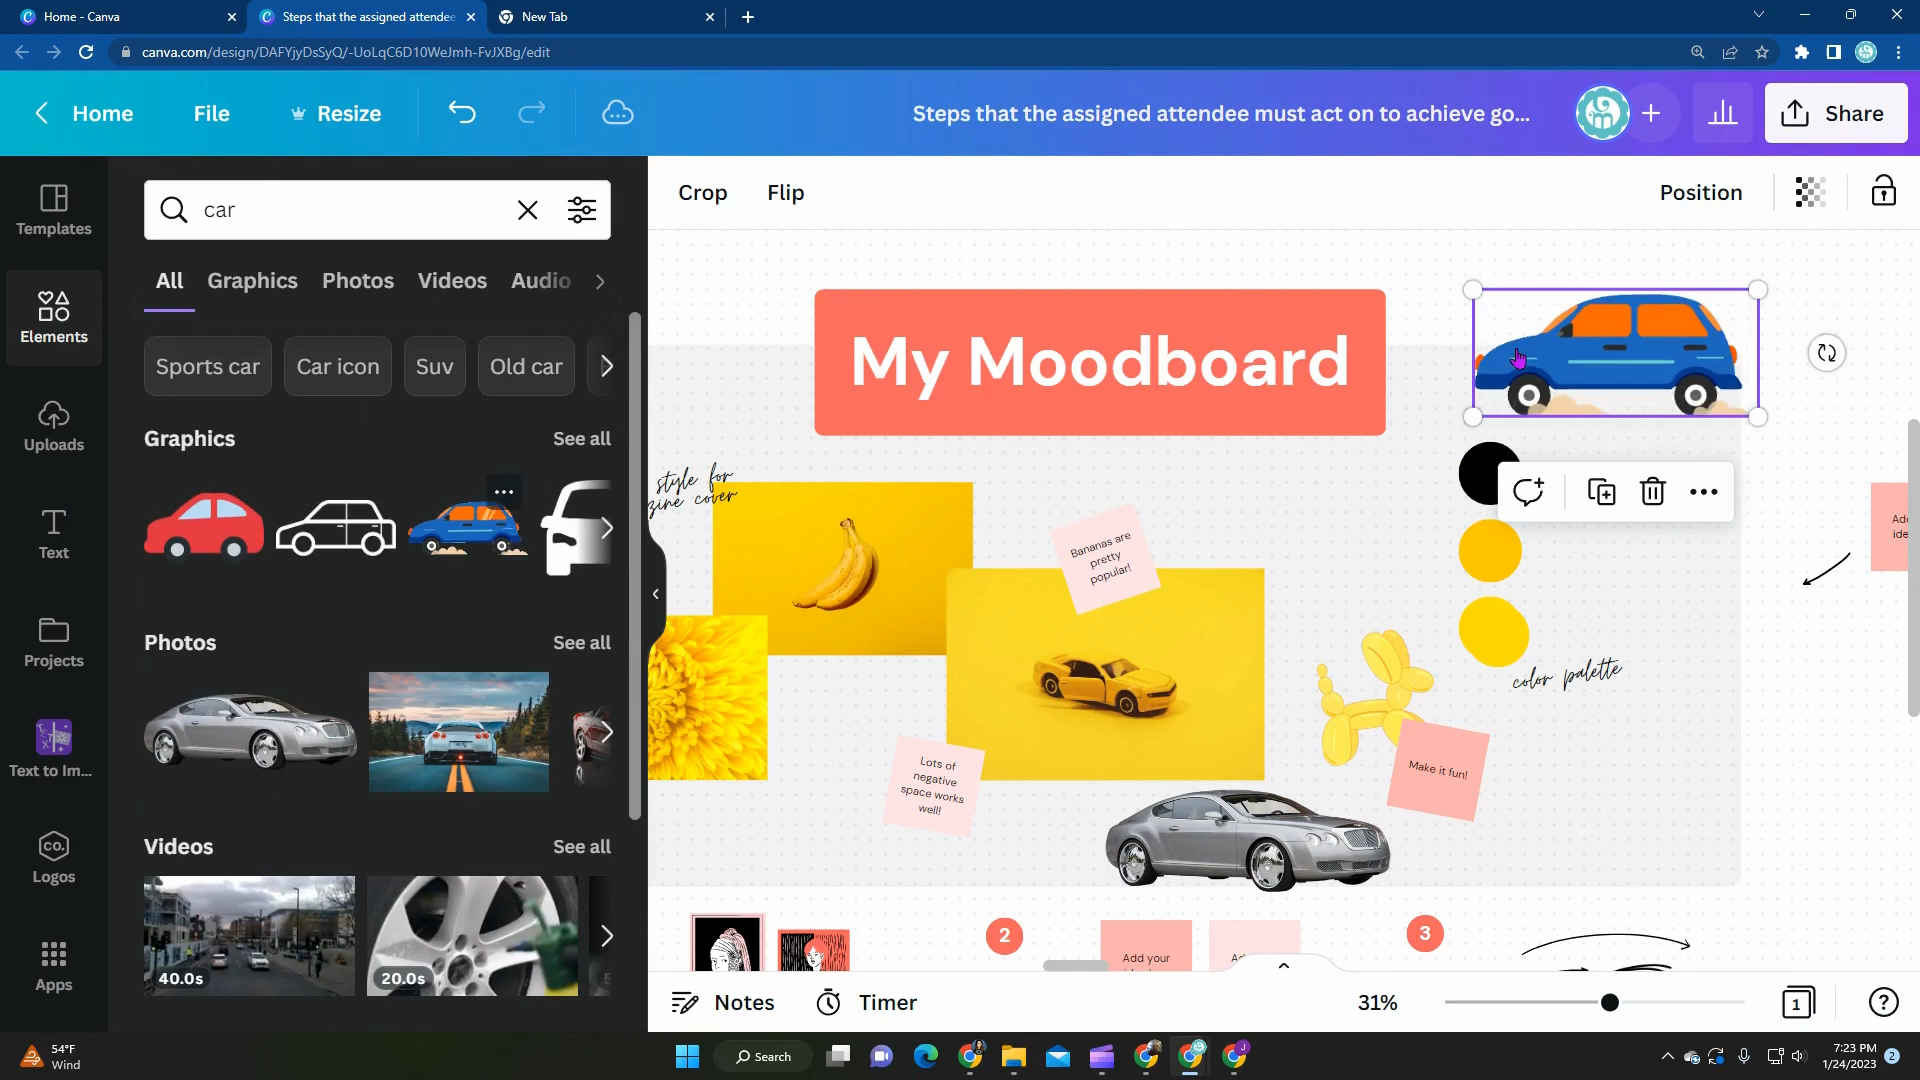 Home - Canva
Steps that the assigned attendee
New Tab
canva.com/design/DAFYjyDsSyQ/-UoLqC6D10WeJmh-FvJXBg/edit
Home
File
Resize
Steps that the assigned attendee must act on to achieve go...
Share
Templates
Elements
Uploads
Text
Projects
Text to Im...
Logos
Apps
car
All
Graphics
Photos
Videos
Audio
Sports car
Car icon
Suv
Old car
Graphics
See all
Photos
See all
Videos
See all
40.0s
20.0s
Crop
Flip
Position
My Moodboard
style for
zine cover
Bananas are
pretty
popular!
Lots of
negative
space works
well!
color palette
Make it fun!
2
Add your
3
Notes
Timer
31%
1
co.
54°F
Wind
Search
7:23 PM
1/24/2023
2